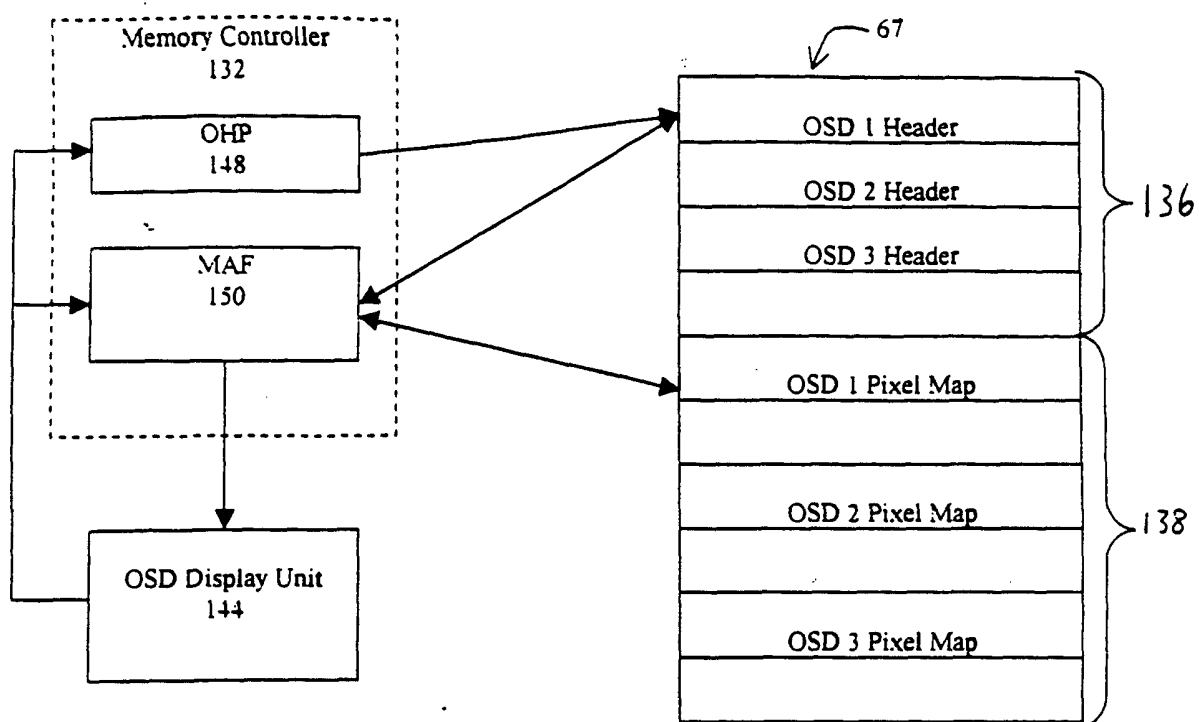 Memory Controller
132
OHP
148
MAF
150
OSD Display Unit
144
67
OSD 1 Header
OSD 2 Header
OSD 3 Header
136
OSD 1 Pixel Map
OSD 2 Pixel Map
OSD 3 Pixel Map
138